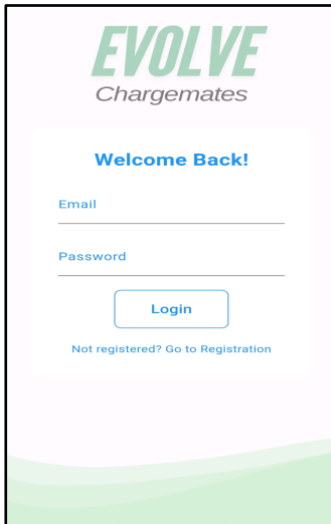 EVOLVE
Chargemates
Welcome Back!
Email
Password
Login
Not registered? Go to Registration